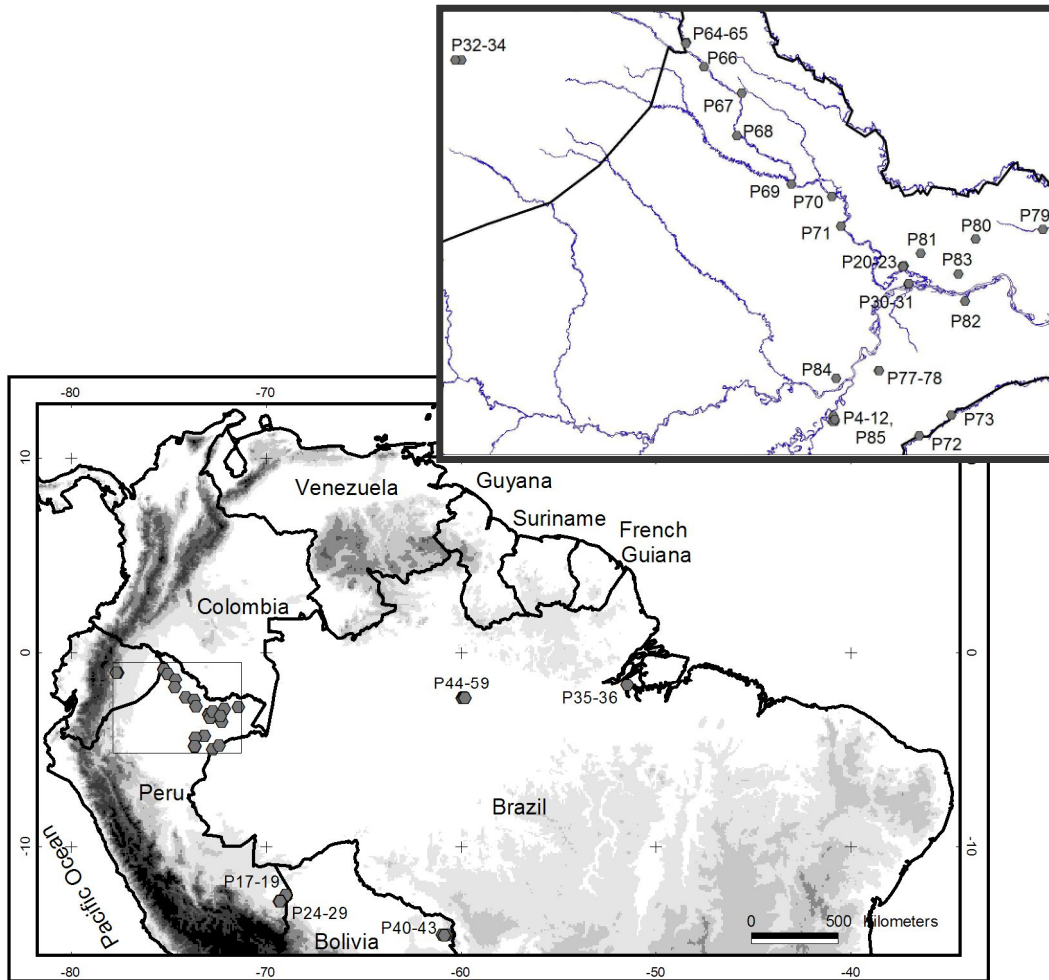 P64-65
P32-34
P66
P67
P68
P69
P70
P71
P79
P80
P81
P20-23
P83
P30-31
P82
P84
P77-78
P4-12,
P85
P73
P72
-80
-70
10
Venezuela
Guyana
Suriname
French
Guiana
Colombia
0
0
P44-59
P35-36
Peru
Brazil
-10
-10
Pacific Ocean
P17-19
P24-29
P40-43
Bolivia
0 500 Kilometers
-80
-70
-60
-50
-40
10